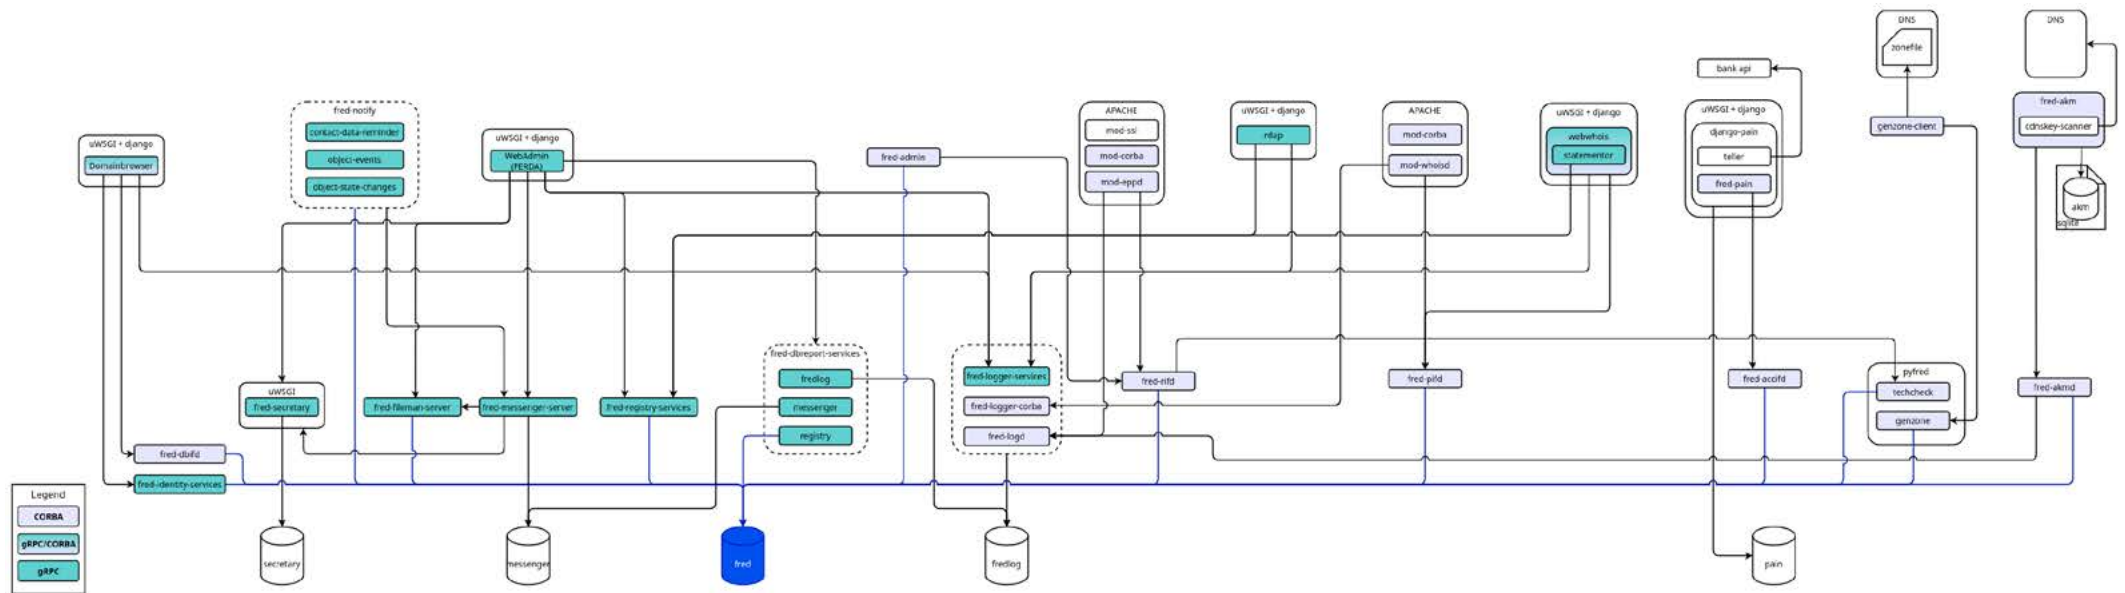 DNS
zonefile
DNS
bank api
fred-notify
contact-data-reminder
object-events
object-state-changes
APACHE
mod-ssl
mod-corba
mod-eppd
uWSGI + django
rdap
APACHE
mod-corba
mod-whoisd
uWSGI + django
webwhois
statementor
uWSGI + django
django-pain
teller
fred-pain
genzone-client
fred-akm
cdnskey-scanner
akm
sqlite
uWSGI + django
Domainbrowser
uWSGI + django
WebAdmin
(FERDA)
fred-admin
fred-dbreport-services
fredlog
messenger
registry
fred-logger-services
fred-logger-corba
fred-logd
fred-rifd
fred-pifd
fred-accifd
pyfred
techcheck
genzone
fred-akmd
uWSGI
fred-secretary
fred-fileman-server
fred-messenger-server
fred-registry-services
fred-dbifd
fred-identity-services
Legend
CORBA
gRPC/CORBA
gRPC
secretary
messenger
fred
fredlog
pain